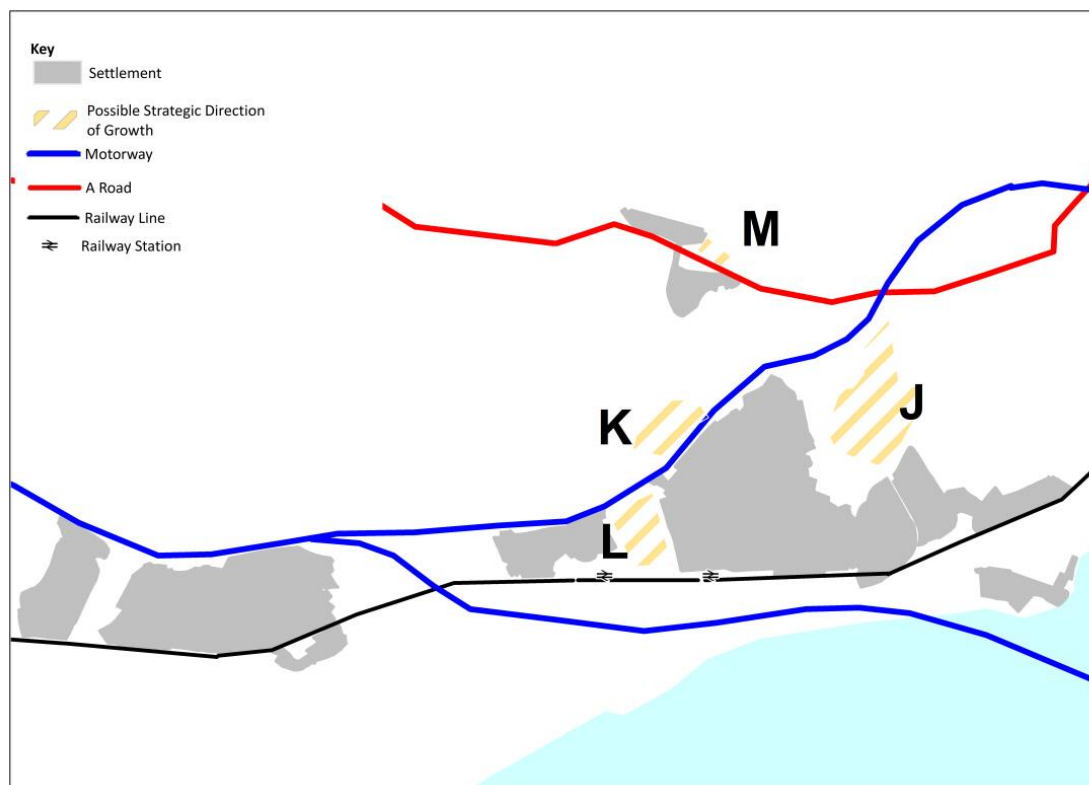 Key
Settlement
Possible Strategic Direction
of Growth
Motorway
A Road
Railway Line
Railway Station
M
K
J
L